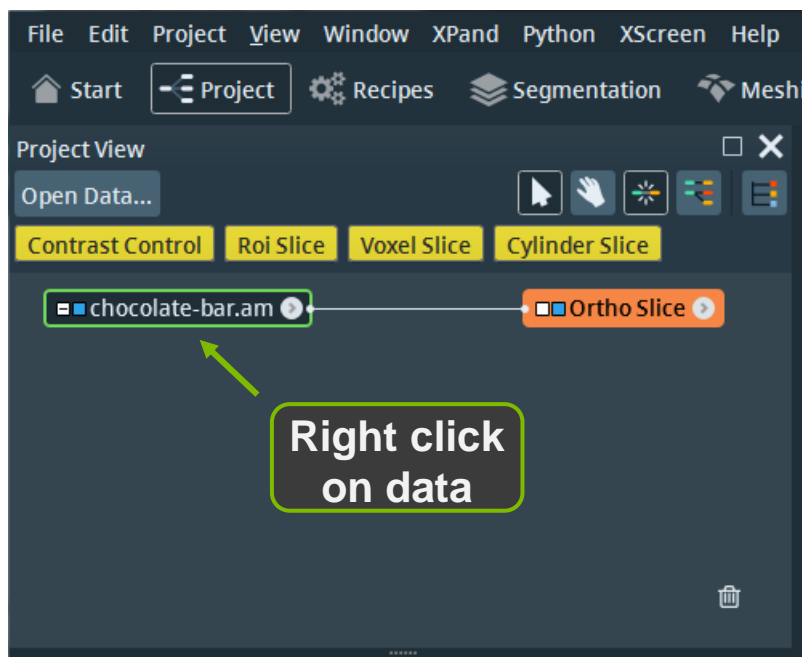 File Edit Project View Window XPand Python XScreen Help
Start Project Recipes Segmentation Meshi
Project View
Open Data...
Contrast Control Roi Slice Voxel Slice Cylinder Slice
chocolate-bar.am Ortho Slice
Right click
on data